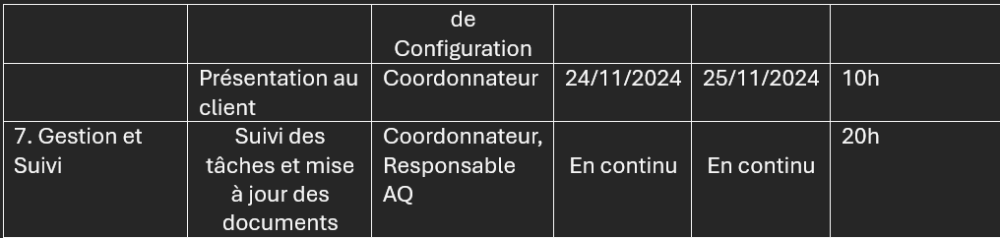 de
Configuration
Présentation au
client
Coordonnateur
24/11/2024
25/11/2024
10h
7. Gestion et
Suivi
Suivi des
tâches et mise
à jour des
documents
Coordonnateur,
Responsable
AQ
En continu
En continu
20h